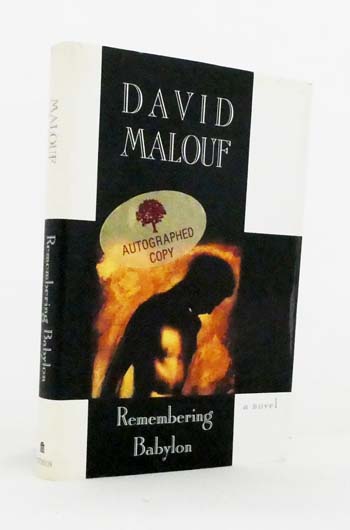 DAVID
MALOUF
AUTOGRAPHED
COPY
Remembering
Babylon
a novel
MALOUF
Remembering Babylon